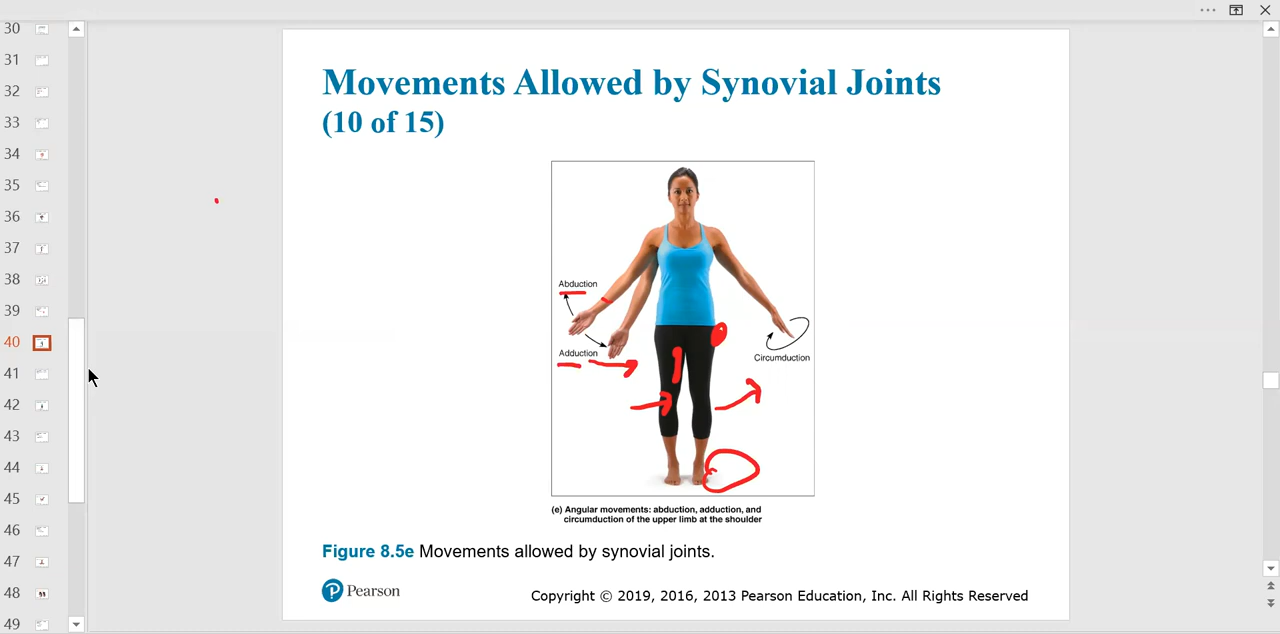 30
31
32
33
34
35
36
37
38
39
40
41
42
43
44
45
46
47
48
49
Movements Allowed by Synovial Joints
(10 of 15)
Abduction
Adduction
Circumduction
(e) Angular movements: abduction, adduction, and
circumduction of the upper limb at the shoulder
Figure 8.5e Movements allowed by synovial joints.
P Pearson
Copyright © 2019, 2016, 2013 Pearson Education, Inc. All Rights Reserved